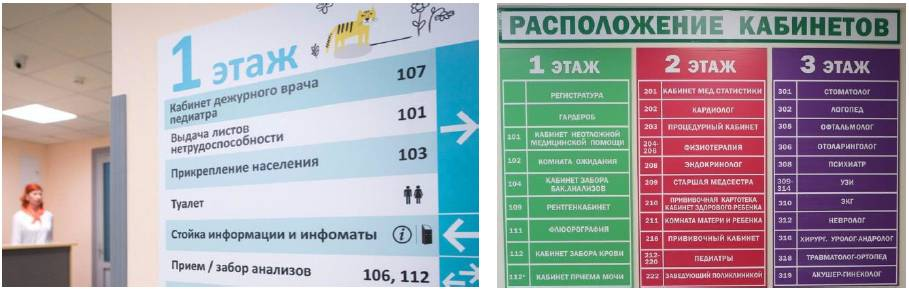 1 этаж
Кабинет дежурного врача
педиатра
107
Выдача листов
нетрудоспособности
101
Прикрепление населения
103
Туалет
Стойка информации и инфоматы
Прием / забор анализов
106, 112
РАСПОЛОЖЕНИЕ КАБИНЕТОВ
1 ЭТАЖ
РЕГИСТРАТУРА
ГАРДЕРОБ
101 КАБИНЕТ НЕОТЛОЖНОЙ
МЕДИЦИНСКОЙ ПОМОЩИ
102 КОМНАТА ОЖИДАНИЯ
104 КАБИНЕТ ЗАБОРА
БАК.АНАЛИЗОВ
109 РЕНТГЕНКАБИНЕТ
111 ФЛЮОРОГРАФИЯ
112 КАБИНЕТ ЗАБОРА КРОВИ
112* КАБИНЕТ ПРИЕМА МОЧИ
2 ЭТАЖ
201 КАБИНЕТ МЕД.СТАТИСТИКИ
202 КАРДИОЛОГ
203 ПРОЦЕДУРНЫЙ КАБИНЕТ
204-
206 ФИЗИОТЕРАПИЯ
208 ЭНДОКРИНОЛОГ
209 СТАРШАЯ МЕДСЕСТРА
210 ПРИВИВОЧНАЯ КАРТОТЕКА
КАБИНЕТ ЗДОРОВОГО РЕБЕНКА
211 КОМНАТА МАТЕРИ И РЕБЕНКА
216 ПРИВИВОЧНЫЙ КАБИНЕТ
212-
220 ПЕДИАТРЫ
222 ЗАВЕДУЮЩИЙ ПОЛИКЛИНИКОЙ
3 ЭТАЖ
301 СТОМАТОЛОГ
302 ЛОГОПЕД
305 ОФТАЛЬМОЛОГ
306 ОТОЛАРИНГОЛОГ
308 ПСИХИАТР
309-
314 УЗИ
310 ЭКГ
312 НЕВРОЛОГ
316 ХИРУРГ, УРОЛОГ-АНДРОЛОГ
318 ТРАВМАТОЛОГ-ОРТОПЕД
319 АКУШЕР-ГИНЕКОЛОГ